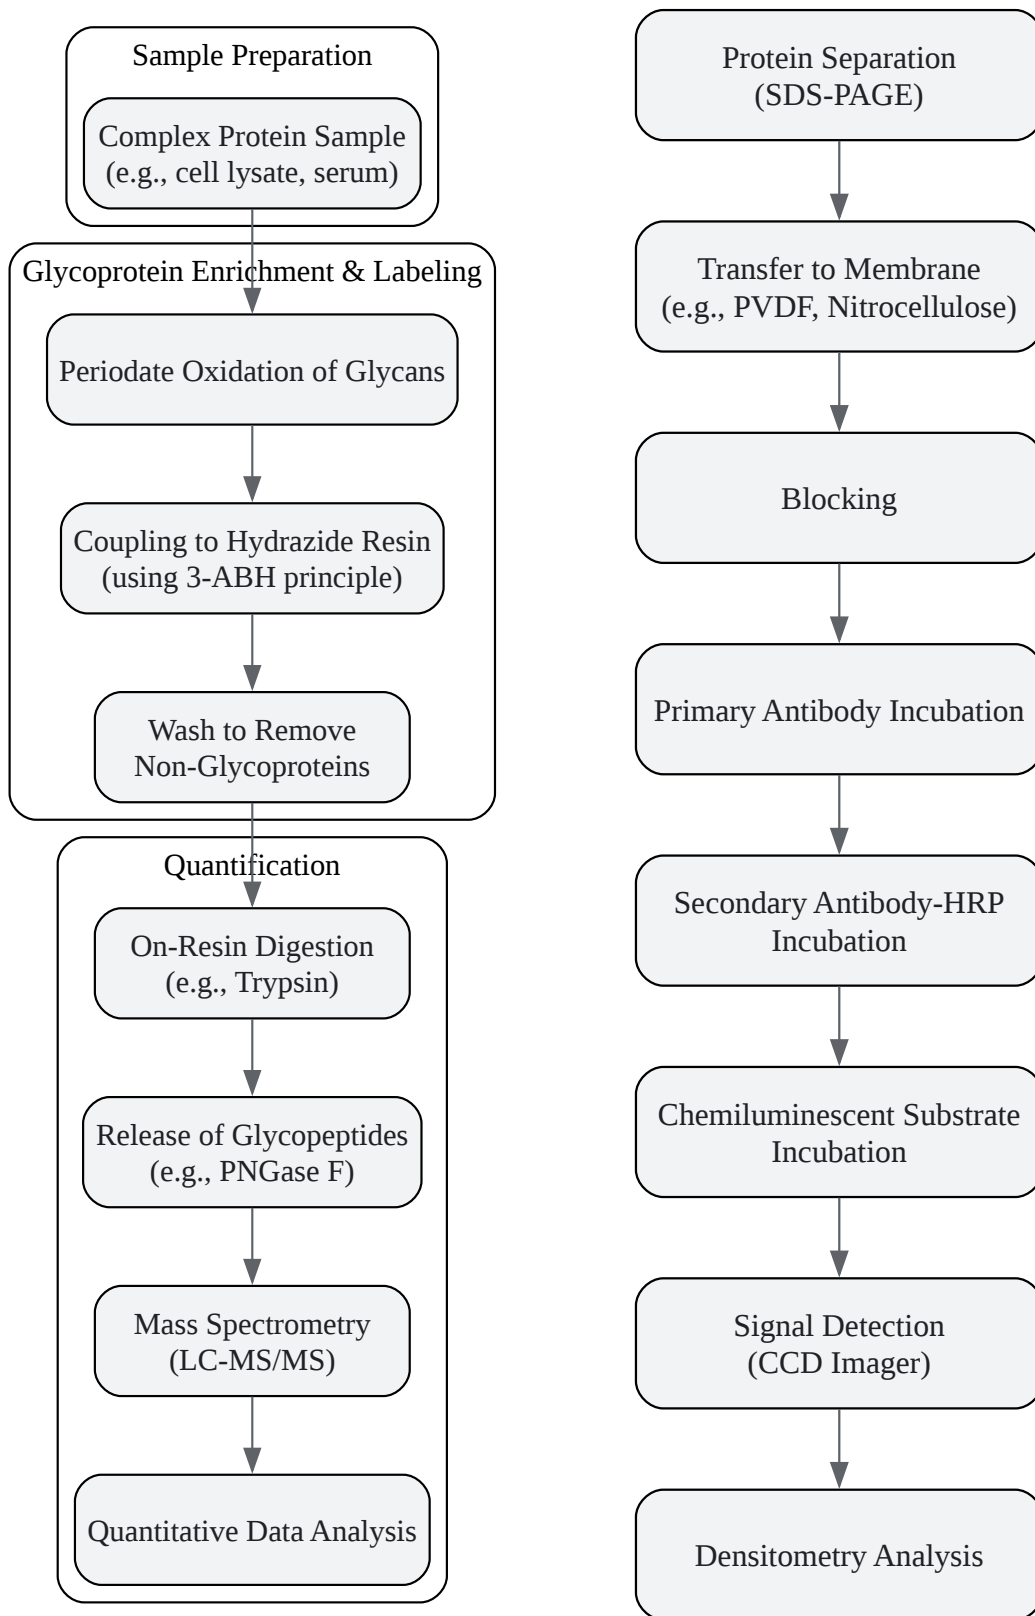 Sample Preparation
Complex Protein Sample
(e.g., cell lysate, serum)
Glycoprotein Enrichment & Labeling
Periodate Oxidation of Glycans
Coupling to Hydrazide Resin
(using 3-ABH principle)
Wash to Remove
Non-Glycoproteins
Quantification
On-Resin Digestion
(e.g., Trypsin)
Release of Glycopeptides
(e.g., PNGase F)
Mass Spectrometry
(LC-MS/MS)
Quantitative Data Analysis
Protein Separation
(SDS-PAGE)
Transfer to Membrane
(e.g., PVDF, Nitrocellulose)
Blocking
Primary Antibody Incubation
Secondary Antibody-HRP
Incubation
Chemiluminescent Substrate
Incubation
Signal Detection
(CCD Imager)
Densitometry Analysis